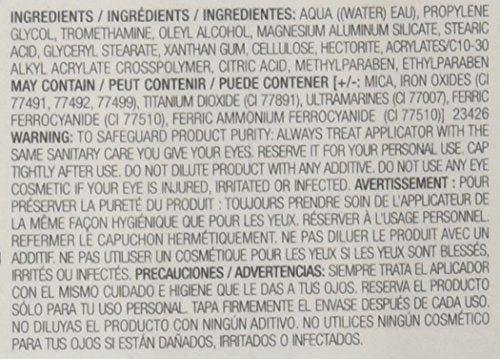 INGREDIENTS / INGRÉDIENTS / INGREDIENTES: AQUA ((WATER) EAU), PROPYLENE
GLYCOL, TROMETHAMINE, OLEYL ALCOHOL, MAGNESIUM ALUMINUM SILICATE, STEARIC
ACID, GLYCERYL STEARATE, XANTHAN GUM, CELLULOSE, HECTORITE, ACRYLATES/C10-30
ALKYL ACRYLATE CROSSPOLYMER, CITRIC ACID, METHYLPARABEN, ETHYLPARABEN
MAY CONTAIN / PEUT CONTENIR / PUEDE CONTENER [+/-: MICA, IRON OXIDES (CI
77491, 77492, 77499), TITANIUM DIOXIDE (CI 77891), ULTRAMARINES (CI 77007), FERRIC
FERROCYANIDE (CI 77510), FERRIC AMMONIUM FERROCYANIDE (CI 77510)] 23426
WARNING: TO SAFEGUARD PRODUCT PURITY: ALWAYS TREAT APPLICATOR WITH THE
SAME SANITARY CARE YOU GIVE YOUR EYES. RESERVE IT FOR YOUR PERSONAL USE. CAP
TIGHTLY AFTER USE. DO NOT DILUTE PRODUCT WITH ANY ADDITIVE. DO NOT USE ANY EYE
COSMETIC IF YOUR EYE IS INJURED, IRRITATED OR INFECTED. AVERTISSEMENT : POUR
PRÉSERVER LA PURETÉ DU PRODUIT : TOUJOURS PRENDRE SOIN DE L'APPLICATEUR DE
LA MÊME FAÇON HYGIÉNIQUE QUE POUR LES YEUX. RÉSERVER À L'USAGE PERSONNEL.
REFERMER LE CAPUCHON HERMÉTIQUEMENT. NE PAS DILUER LE PRODUIT AVEC UN
ADDITIF. NE PAS UTILISER UN COSMÉTIQUE POUR LES YEUX SI LES YEUX SONT BLESSÉS,
IRRITÉS OU INFECTÉS. PRECAUCIONES / ADVERTENCIAS: SIEMPRE TRATA EL APLICADOR
CON EL MISMO CUIDADO E HIGIENE QUE LE DAS A TUS OJOS. RESERVA EL PRODUCTO
SÓLO PARA TU USO PERSONAL. TAPA FIRMEMENTE EL ENVASE DESPUÉS DE CADA USO.
NO DILUYAS EL PRODUCTO CON NINGÚN ADITIVO. NO UTILICES NINGÚN COSMÉTICO
PARA TUS OJOS SI ESTÁN DAÑADOS, IRRITADOS O INFECTADOS.